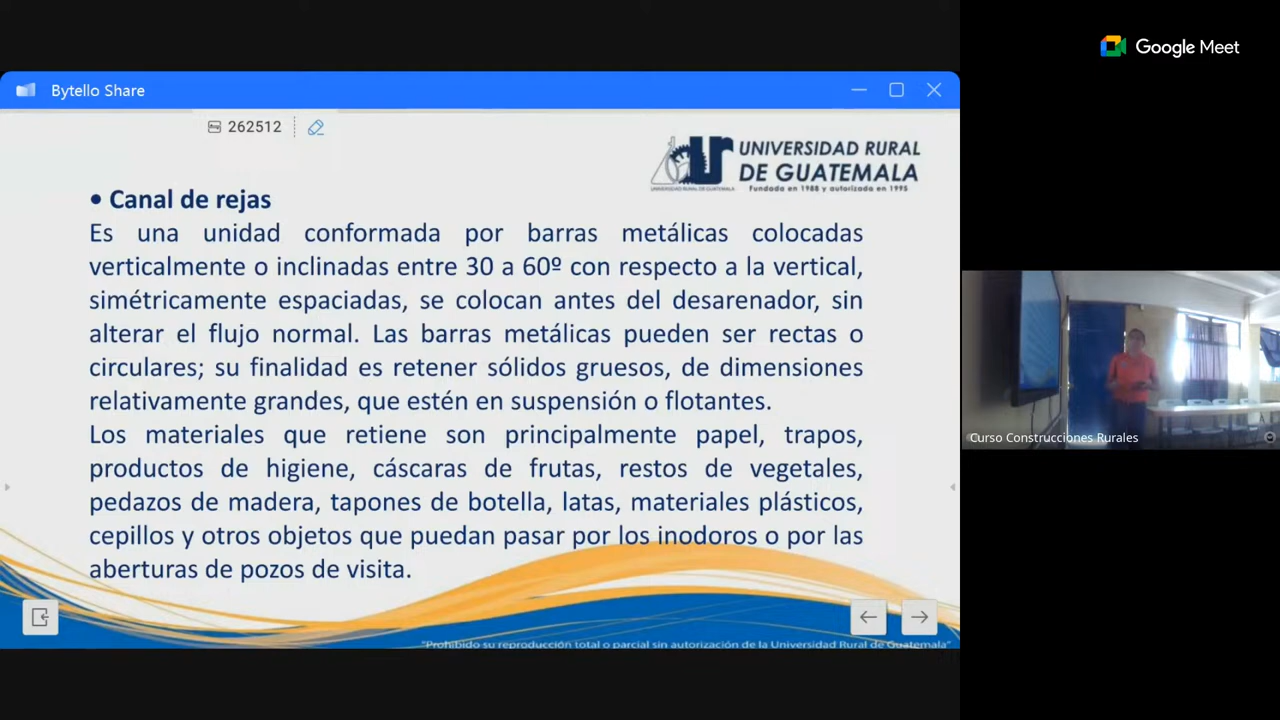 Google Meet
Bytello Share
262512
UNIVERSIDAD RURAL
DE GUATEMALA
Fundada en 1988 y autorizada en 1995
UNIVERSIDAD RURAL DE GUATEMALA
• Canal de rejas
Es una unidad conformada por barras metálicas colocadas
verticalmente o inclinadas entre 30 a 60º con respecto a la vertical,
simétricamente espaciadas, se colocan antes del desarenador, sin
alterar el flujo normal. Las barras metálicas pueden ser rectas o
circulares; su finalidad es retener sólidos gruesos, de dimensiones
relativamente grandes, que estén en suspensión o flotantes.
Los materiales que retiene son principalmente papel, trapos,
productos de higiene, cáscaras de frutas, restos de vegetales,
pedazos de madera, tapones de botella, latas, materiales plásticos,
cepillos y otros objetos que puedan pasar por los inodoros o por las
aberturas de pozos de visita.
"Prohibido su reproducción total o parcial sin autorización de la Universidad Rural de Guatemala"
Curso Construcciones Rurales